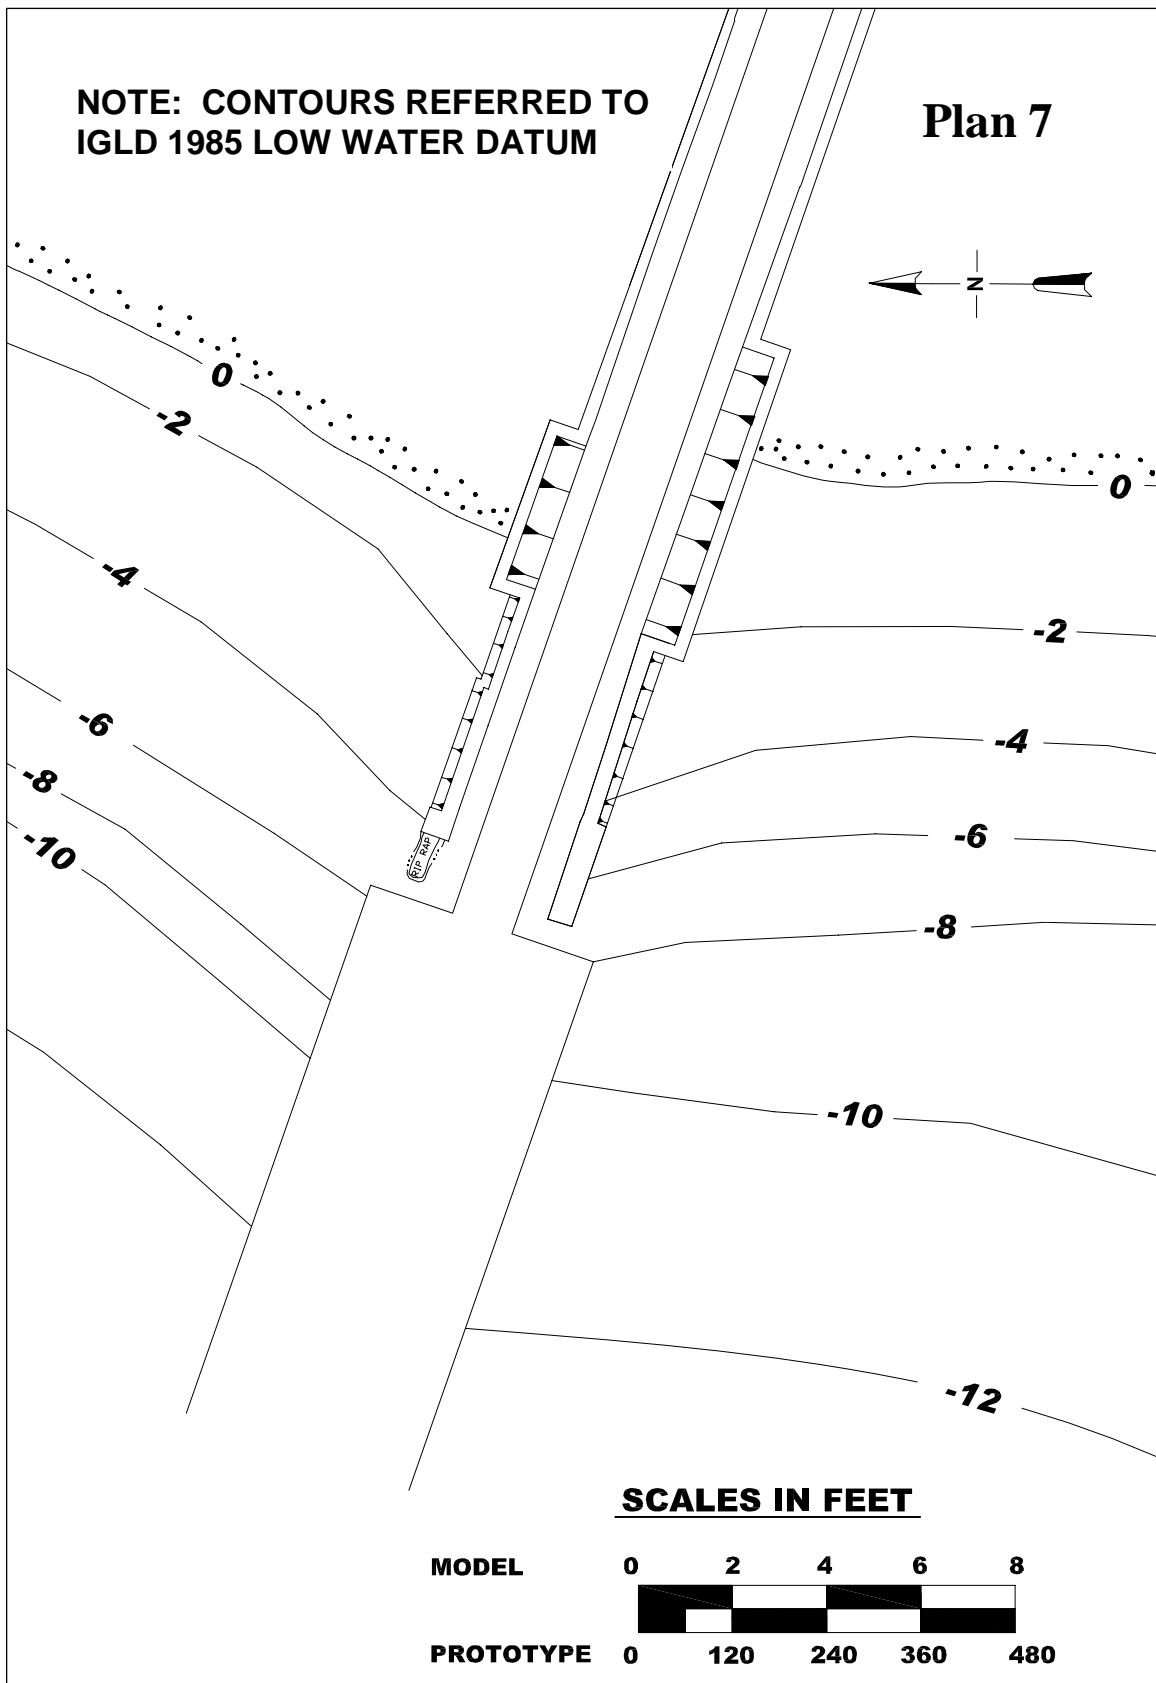 NOTE: CONTOURS REFERRED TO
IGLD 1985 LOW WATER DATUM
Plan 7
N
0
-2
-4
-6
-8
-10
0
-2
-4
-6
-8
-10
-12
RIP RAP
SCALES IN FEET
MODEL 0 2 4 6 8
PROTOTYPE 0 120 240 360 480